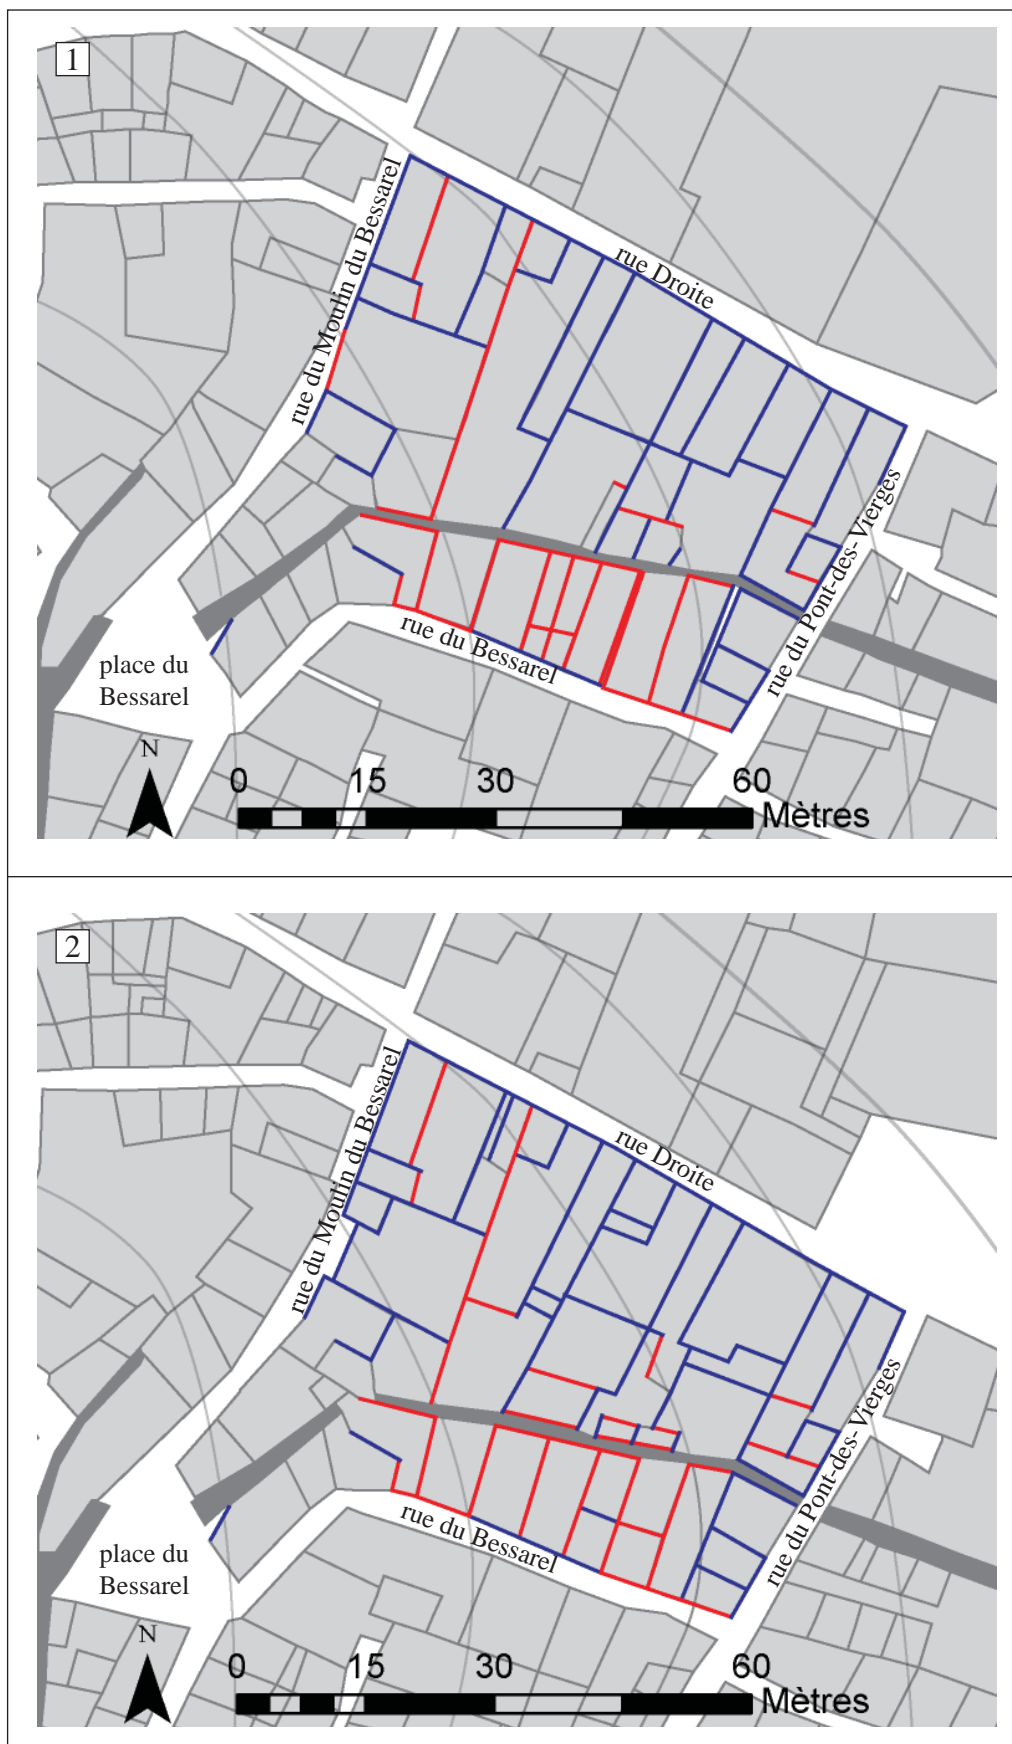 1
rue Droite
rue du Moulin du Bessarel
rue du Pont-des-Vierges
rue du Bessarel
place du
Bessarel
N
0 15 30 60
Mètres
2
rue Droite
rue du Moulin du Bessarel
rue du Pont-des-Vierges
rue du Bessarel
place du
Bessarel
N
0 15 30 60
Mètres